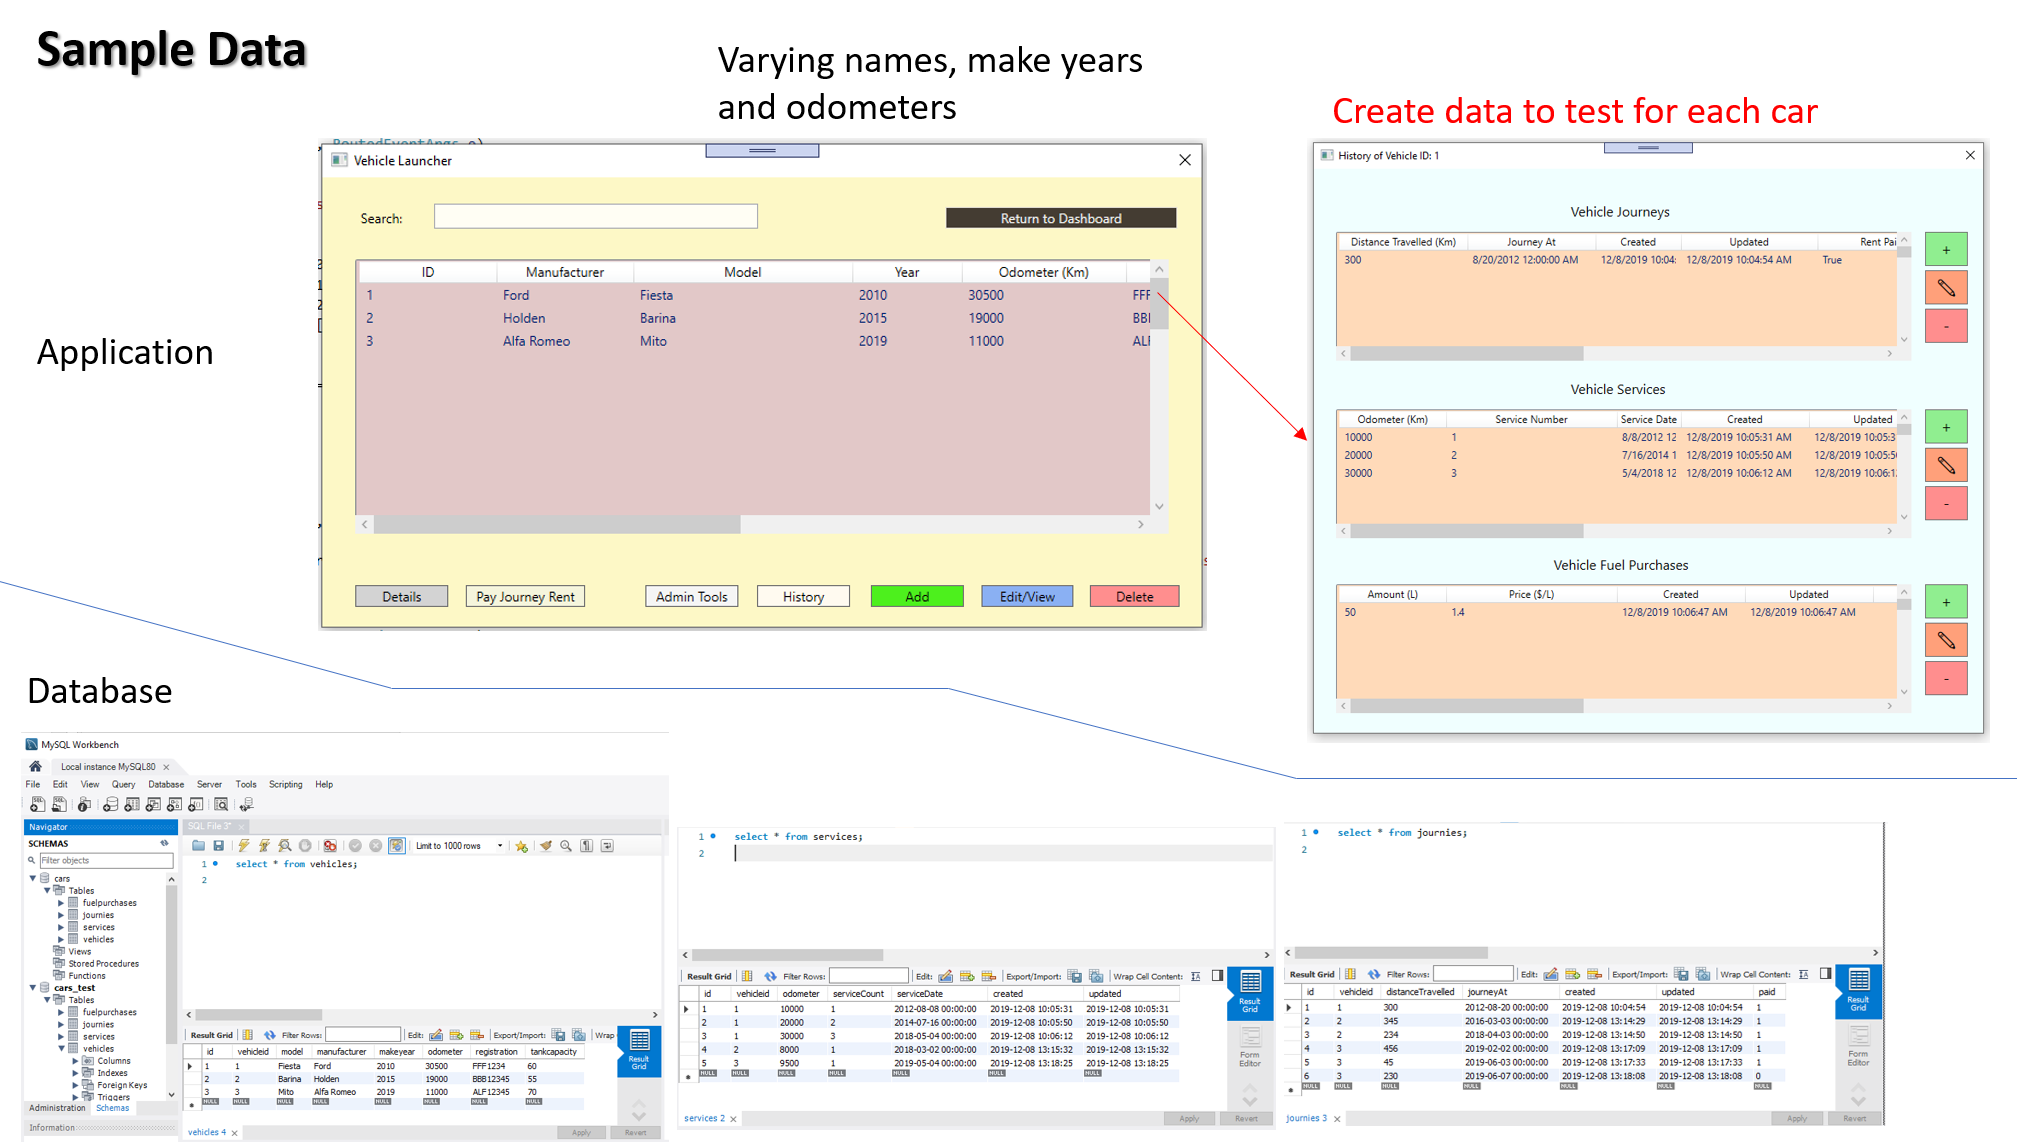 Sample Data
Varying names, make years
and odometers
Create data to test for each car
Application
Database
RoutedEventArgs e)
Vehicle Launcher
Search:
Return to Dashboard
ID Manufacturer Model Year Odometer (Km)
1 Ford Fiesta 2010 30500 FFF
2 Holden Barina 2015 19000 BBI
3 Alfa Romeo Mito 2019 11000 ALF
Details Pay Journey Rent Admin Tools History Add Edit/View Delete
History of Vehicle ID: 1
Vehicle Journeys
Distance Travelled (Km) Journey At Created Updated Rent Pai
300 8/20/2012 12:00:00 AM 12/8/2019 10:04: 12/8/2019 10:04:54 AM True
+
-
Vehicle Services
Odometer (Km) Service Number Service Date Created Updated
10000 1 8/8/2012 12 12/8/2019 10:05:31 AM 12/8/2019 10:05:3
20000 2 7/16/2014 1 12/8/2019 10:05:50 AM 12/8/2019 10:05:5
30000 3 5/4/2018 12 12/8/2019 10:06:12 AM 12/8/2019 10:06:1
+
-
Vehicle Fuel Purchases
Amount (L) Price ($/L) Created Updated
50 1.4 12/8/2019 10:06:47 AM 12/8/2019 10:06:47 AM
+
-
MySQL Workbench
Local instance MySQL80 ×
File Edit View Query Database Server Tools Scripting Help
Navigator
SCHEMAS
Filter objects
cars
Tables
fuelpurchases
journies
services
vehicles
Views
Stored Procedures
Functions
cars_test
Tables
fuelpurchases
journies
services
vehicles
Columns
Indexes
Foreign Keys
Triggers
Administration Schemas
Information
SQL File 3* ×
Limit to 1000 rows
1 select * from vehicles;
2
Result Grid Filter Rows: Edit: Export/Import: Wrap
id vehicleid model manufacturer makeyear odometer registration tankcapacity
1 1 Fiesta Ford 2010 30500 FFF1234 60
2 2 Barina Holden 2015 19000 BBB12345 55
3 3 Mito Alfa Romeo 2019 11000 ALF12345 70
NULL NULL NULL NULL NULL NULL NULL NULL
Result Grid
vehicles 4 × Apply Revert
1 select * from services;
2
Result Grid Filter Rows: Edit: Export/Import: Wrap Cell Content: IA
id vehicleid odometer serviceCount serviceDate created updated
1 1 10000 1 2012-08-08 00:00:00 2019-12-08 10:05:31 2019-12-08 10:05:31
2 1 20000 2 2014-07-16 00:00:00 2019-12-08 10:05:50 2019-12-08 10:05:50
3 1 30000 3 2018-05-04 00:00:00 2019-12-08 10:06:12 2019-12-08 10:06:12
4 2 8000 1 2018-03-02 00:00:00 2019-12-08 13:15:32 2019-12-08 13:15:32
5 3 9500 1 2019-05-04 00:00:00 2019-12-08 13:18:25 2019-12-08 13:18:25
NULL NULL NULL NULL NULL NULL NULL
Result Grid
Form Editor
services 2 × Apply Revert
1 select * from journies;
2
Result Grid Filter Rows: Edit: Export/Import: Wrap Cell Content: IA
id vehicleid distanceTravelled journeyAt created updated paid
1 1 300 2012-08-20 00:00:00 2019-12-08 10:04:54 2019-12-08 10:04:54 1
2 2 345 2016-03-03 00:00:00 2019-12-08 13:14:29 2019-12-08 13:14:29 1
3 2 234 2018-04-03 00:00:00 2019-12-08 13:14:50 2019-12-08 13:14:50 1
4 3 456 2019-02-02 00:00:00 2019-12-08 13:17:09 2019-12-08 13:17:09 1
5 3 45 2019-06-03 00:00:00 2019-12-08 13:17:33 2019-12-08 13:17:33 1
6 3 230 2019-06-07 00:00:00 2019-12-08 13:18:08 2019-12-08 13:18:08 0
NULL NULL NULL NULL NULL NULL NULL
Result Grid
Form Editor
journies 3 × Apply Revert